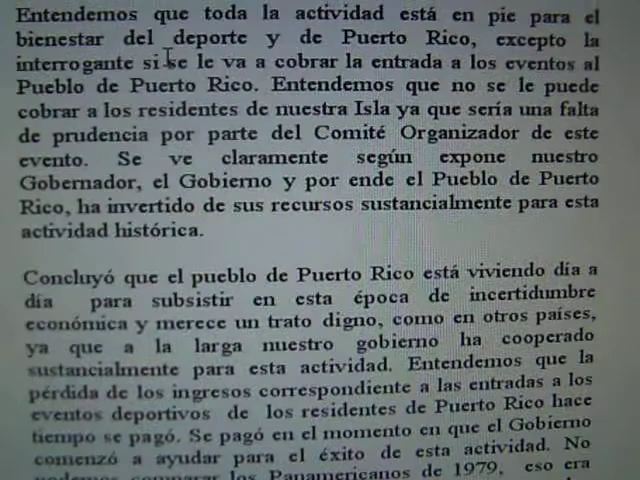 Entendemos que toda la actividad está en pie para el
bienestar del deporte y de Puerto Rico, excepto la
interrogante si se le va a cobrar la entrada a los eventos al
Pueblo de Puerto Rico. Entendemos que no se le puede
cobrar a los residentes de nuestra Isla ya que sería una falta
de prudencia por parte del Comité Organizador de este
evento. Se ve claramente según expone nuestro
Gobernador, el Gobierno y por ende el Pueblo de Puerto
Rico, ha invertido de sus recursos sustancialmente para esta
actividad histórica.
Concluyó que el pueblo de Puerto Rico está viviendo día a
día para subsistir en esta época de incertidumbre
económica y merece un trato digno, como en otros países,
ya que a la larga nuestro gobierno ha cooperado
sustancialmente para esta actividad. Entendemos que la
pérdida de los ingresos correspondiente a las entradas a los
eventos deportivos de los residentes de Puerto Rico hace
tiempo se pagó. Se pagó en el momento en que el Gobierno
comenzó a ayudar para el éxito de esta actividad. No
podemos comparar los Panamericanos de 1979, eso era